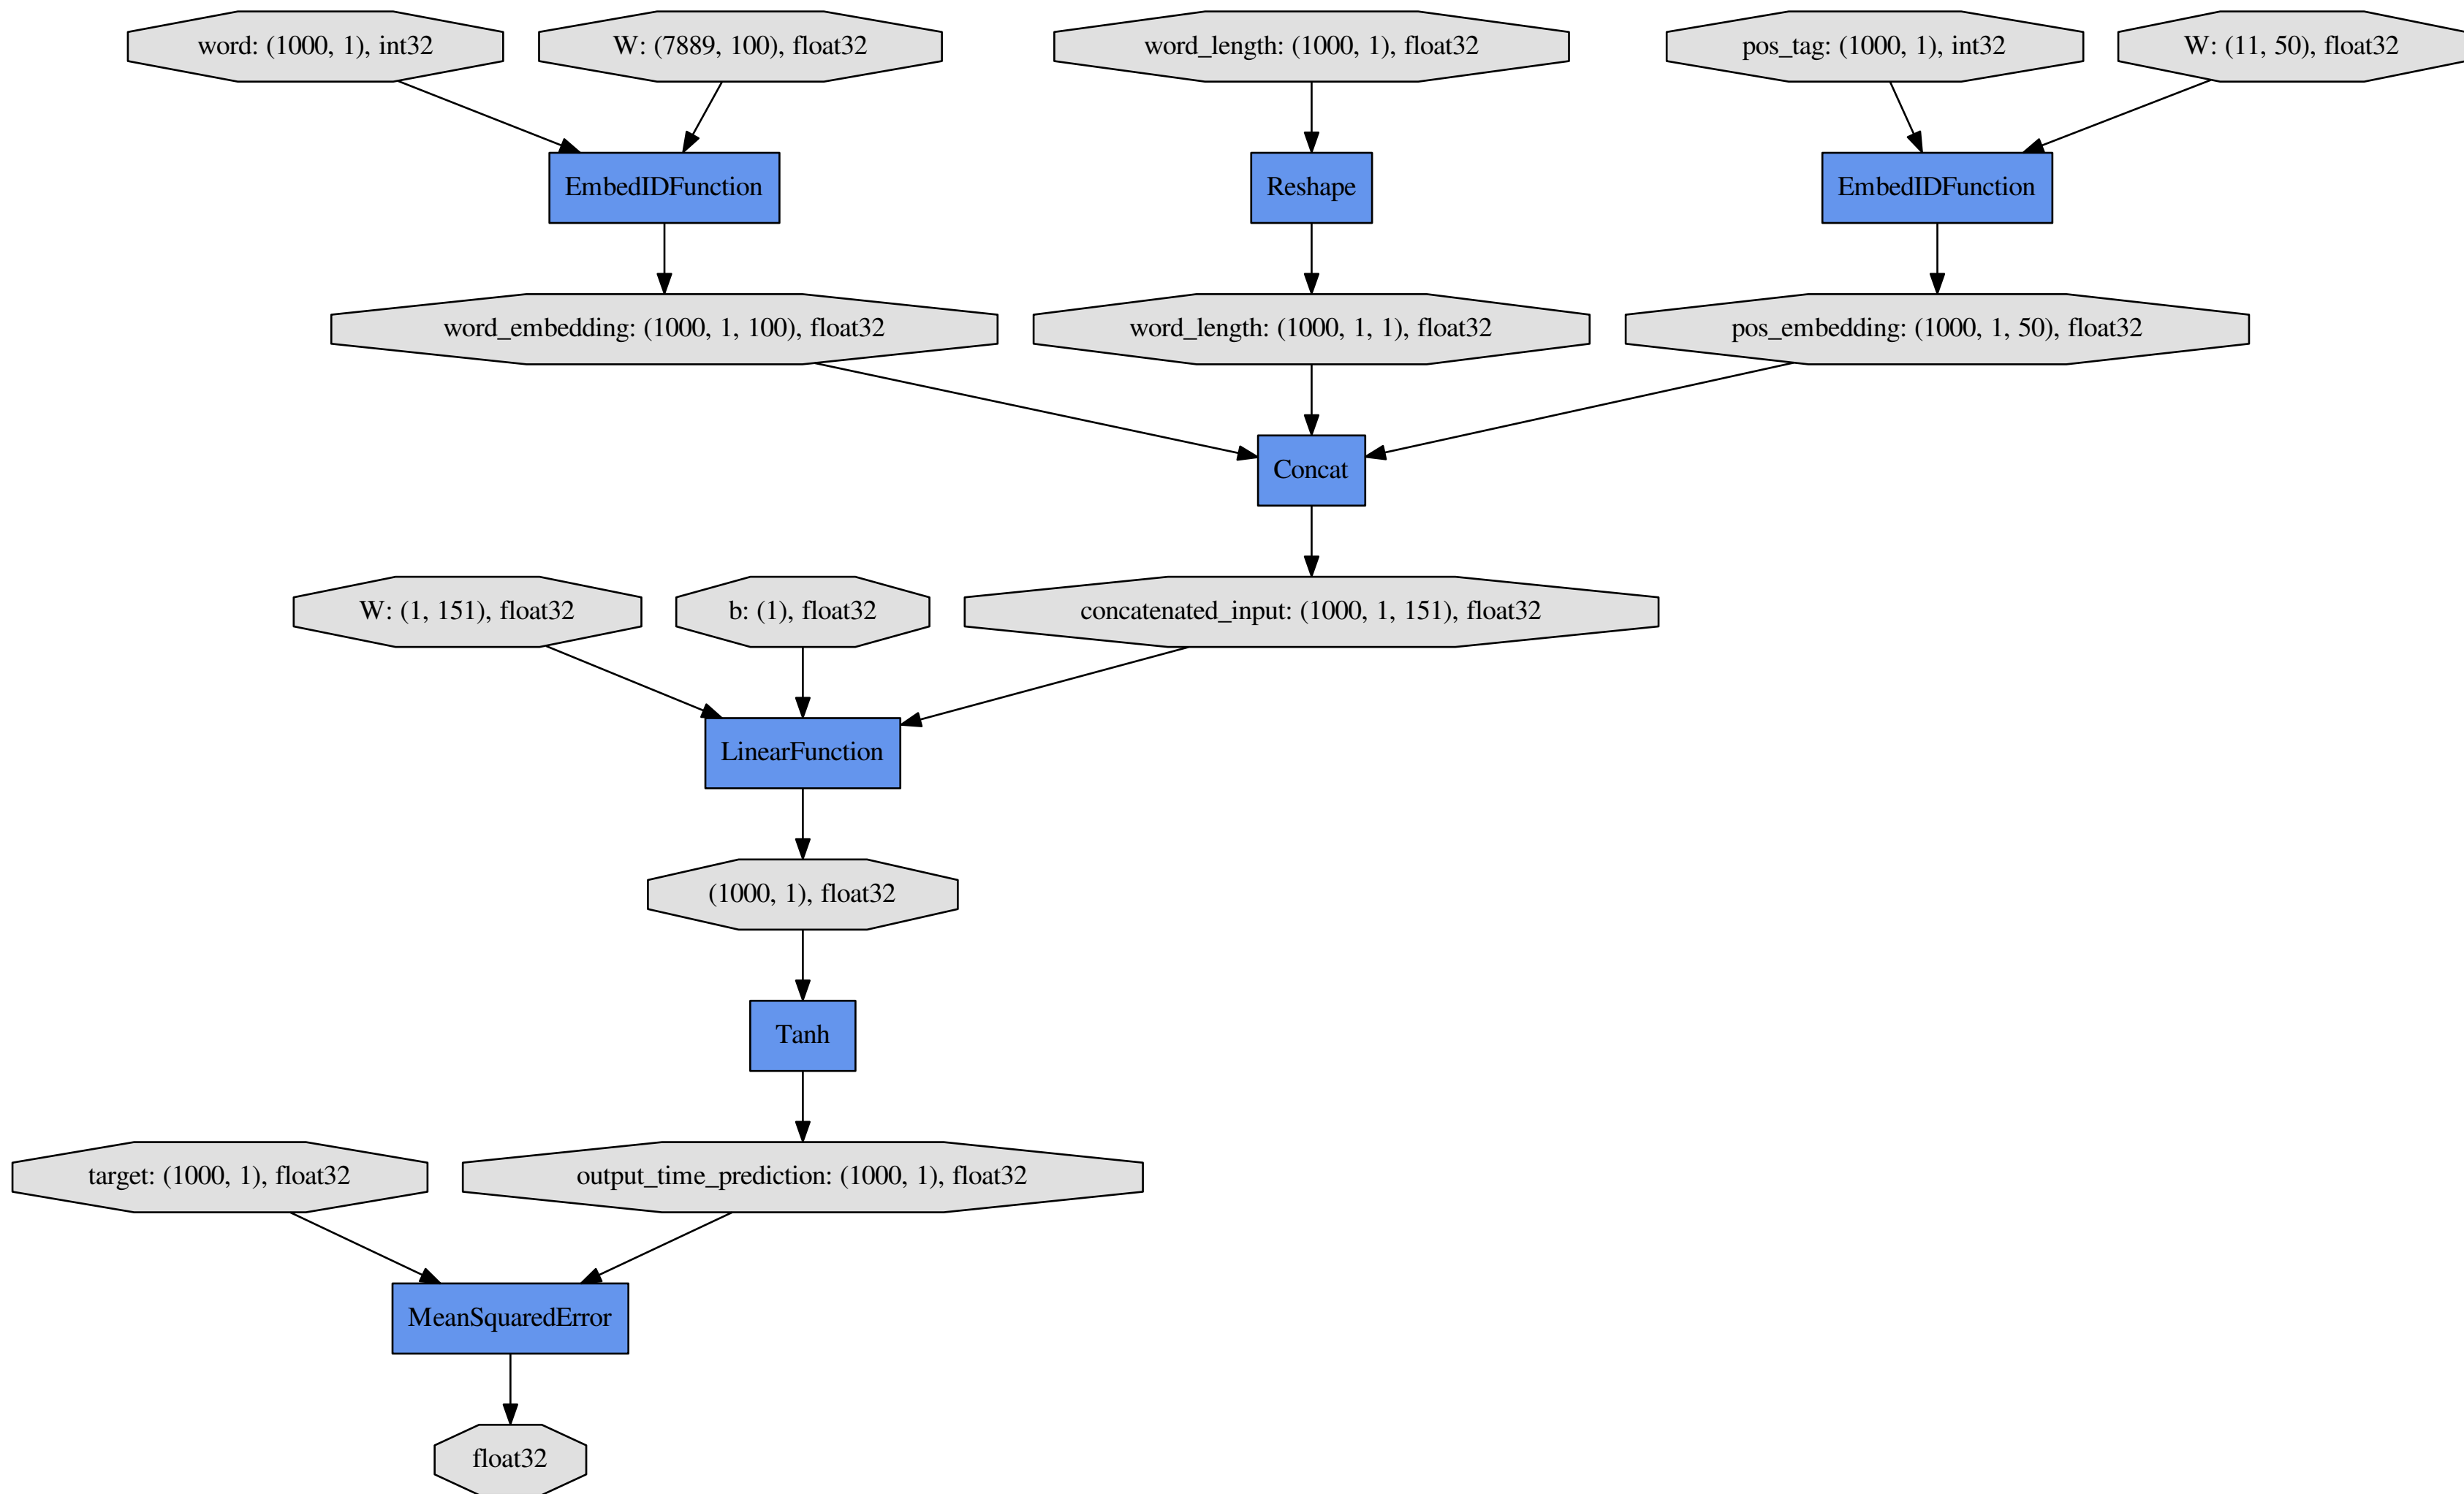 word: (1000, 1), int32
W: (7889, 100), float32
word_length: (1000, 1), float32
pos_tag: (1000, 1), int32
W: (11, 50), float32
EmbedIDFunction
Reshape
EmbedIDFunction
word_embedding: (1000, 1, 100), float32
word_length: (1000, 1, 1), float32
pos_embedding: (1000, 1, 50), float32
Concat
W: (1, 151), float32
b: (1), float32
concatenated_input: (1000, 1, 151), float32
LinearFunction
(1000, 1), float32
Tanh
target: (1000, 1), float32
output_time_prediction: (1000, 1), float32
MeanSquaredError
float32